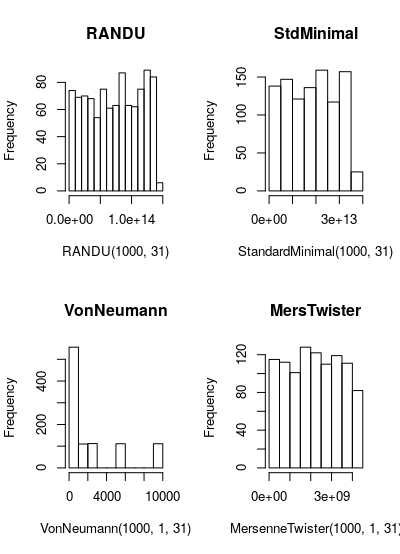 RANDU
StdMinimal
Frequency
0 20 40 60 80
0.0e+00 1.0e+14
RANDU(1000, 31)
Frequency
0 50 100 150
0e+00 3e+13
StandardMinimal(1000, 31)
VonNeumann
MersTwister
Frequency
0 200 400
0 4000 10000
VonNeumann(1000, 1, 31)
Frequency
0 40 80 120
0e+00 3e+09
MersenneTwister(1000, 1, 31)